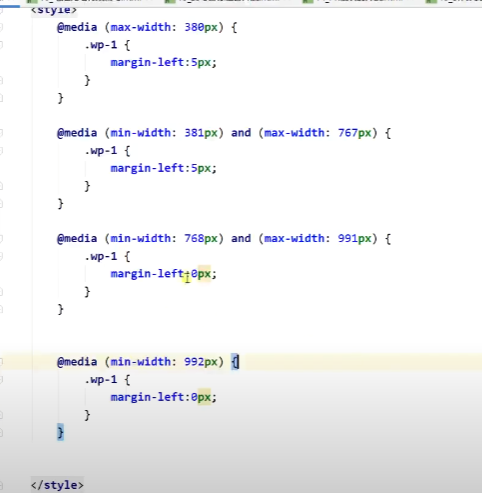 <style>
@media (max-width: 380px) {
.wp-1 {
margin-left:5px;
}
}
@media (min-width: 381px) and (max-width: 767px) {
.wp-1 {
margin-left:5px;
}
}
@media (min-width: 768px) and (max-width: 991px) {
.wp-1 {
margin-left:0px;
}
}
@media (min-width: 992px) {
.wp-1 {
margin-left:0px;
}
}
</style>